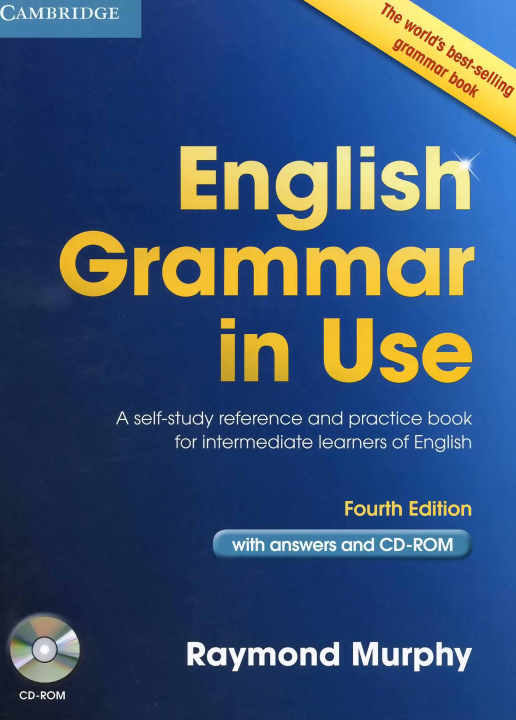 CAMBRIDGE
The world's best-selling
grammar book
English
Grammar
in Use
A self-study reference and practice book
for intermediate learners of English
Fourth Edition
with answers and CD-ROM
Raymond Murphy
CD-ROM